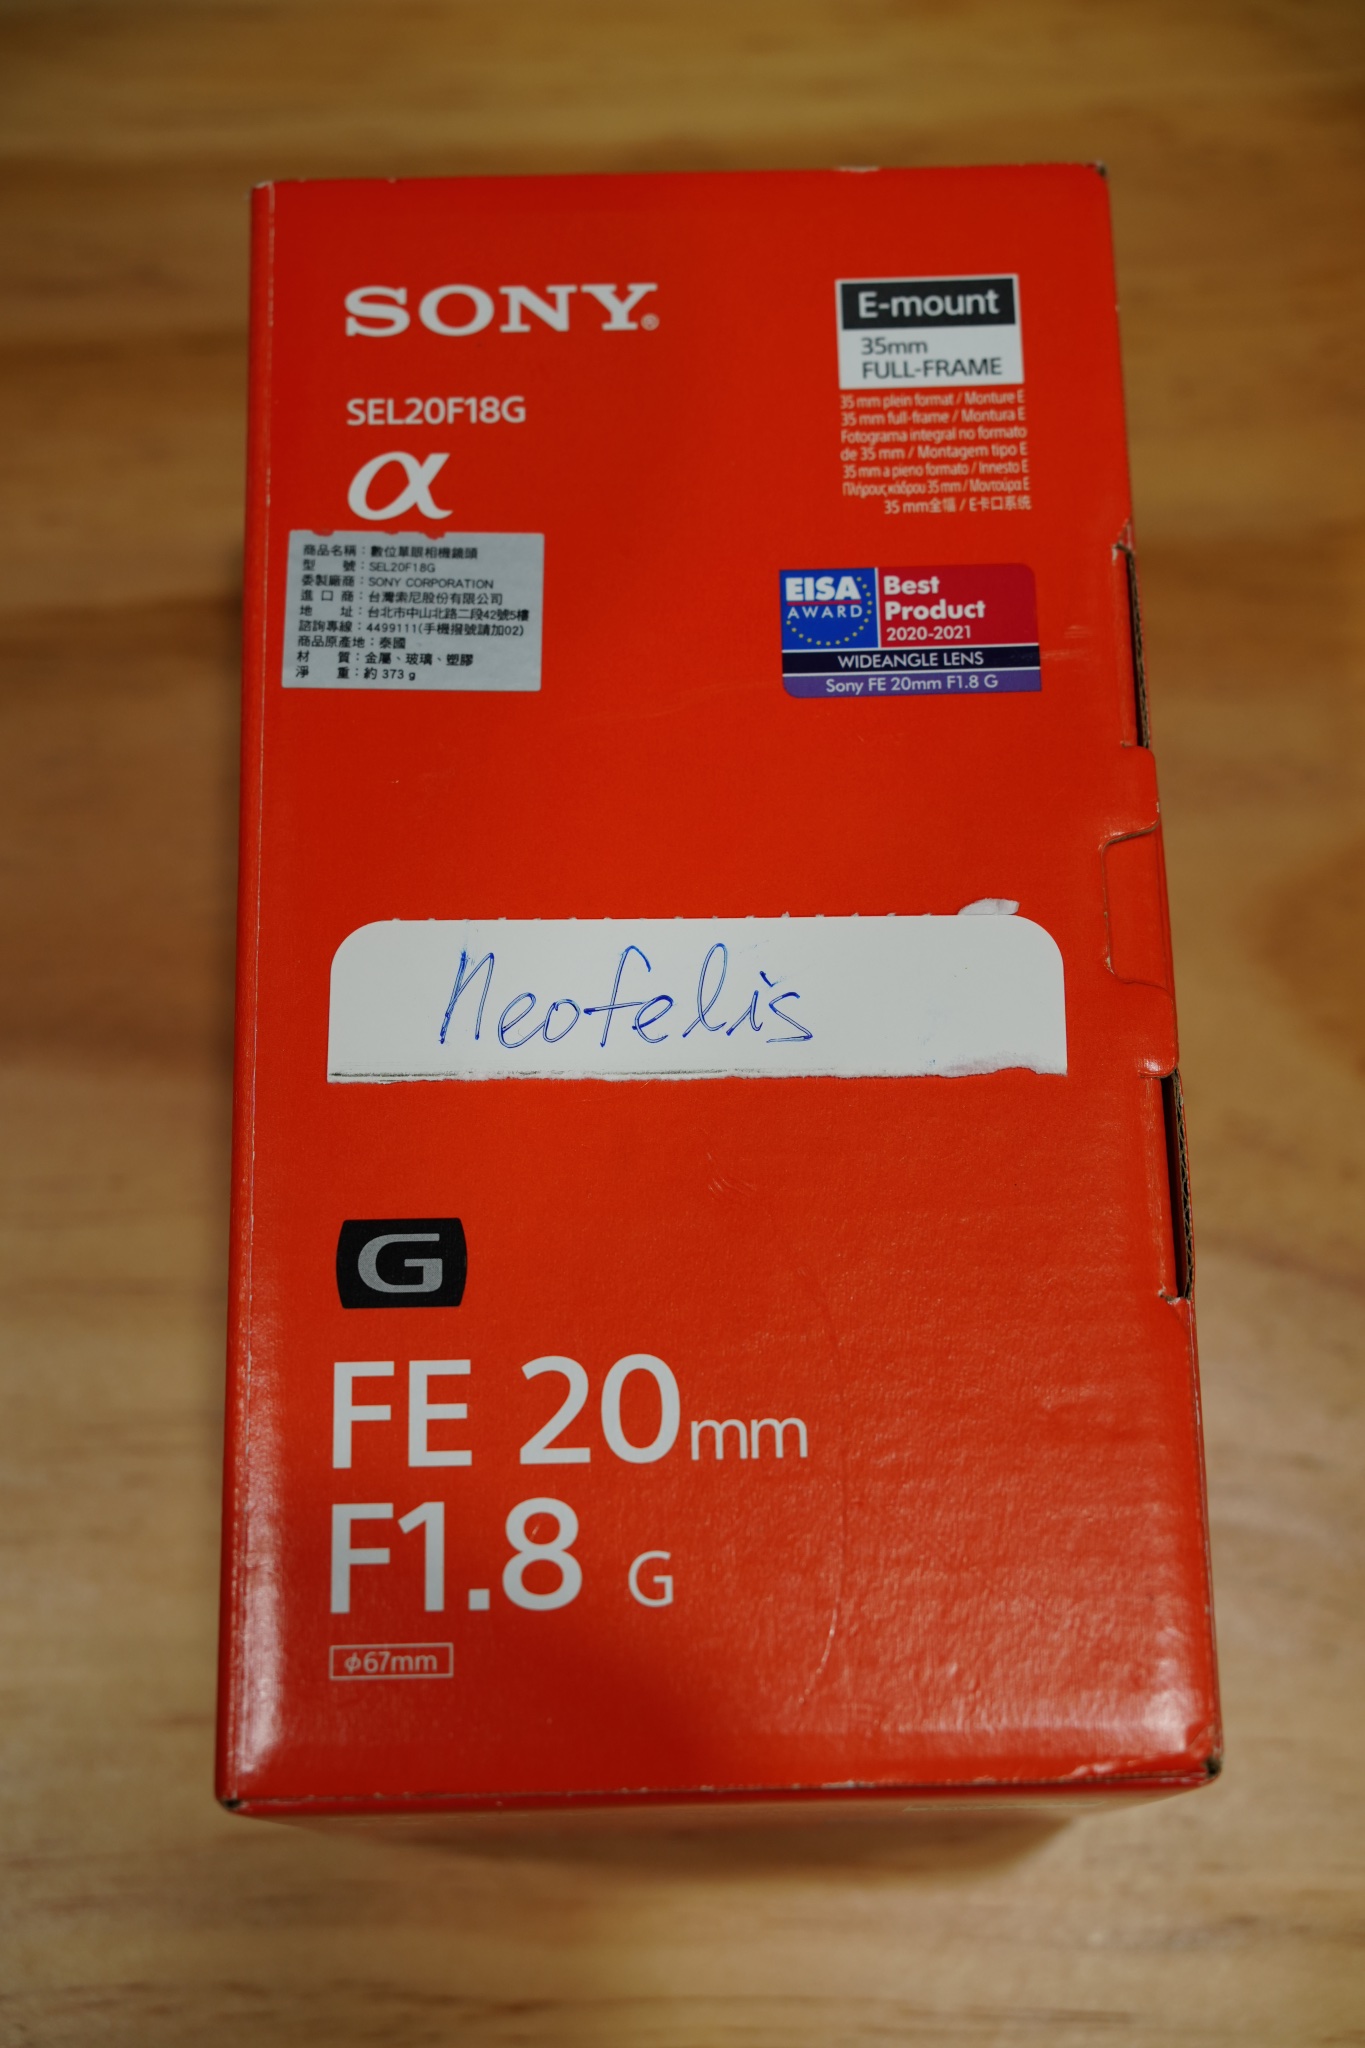 SONY®
SEL20F18G
α
E-mount
35mm
FULL-FRAME
35 mm plein format / Monture E
35 mm full-frame / Montura E
Fotograma integral no formato
de 35 mm / Montagem tipo E
35 mm a pieno formato / Innesto E
Πλήρους κάδρου 35 mm / Μοντούρα E
35 mm全幅 / E卡口系统
商品名稱：數位單眼相機鏡頭
型 號：SEL20F18G
委製廠商：SONY CORPORATION
進 口 商：台灣索尼股份有限公司
地 址：台北市中山北路二段42號5樓
諮詢專線：4499111(手機撥號請加02)
商品原產地：泰國
材 質：金屬、玻璃、塑膠
淨 重：約 373 g
EISA
AWARD
Best
Product
2020-2021
WIDEANGLE LENS
Sony FE 20mm F1.8 G
Neofelis
G
FE 20mm
F1.8 G
φ67mm